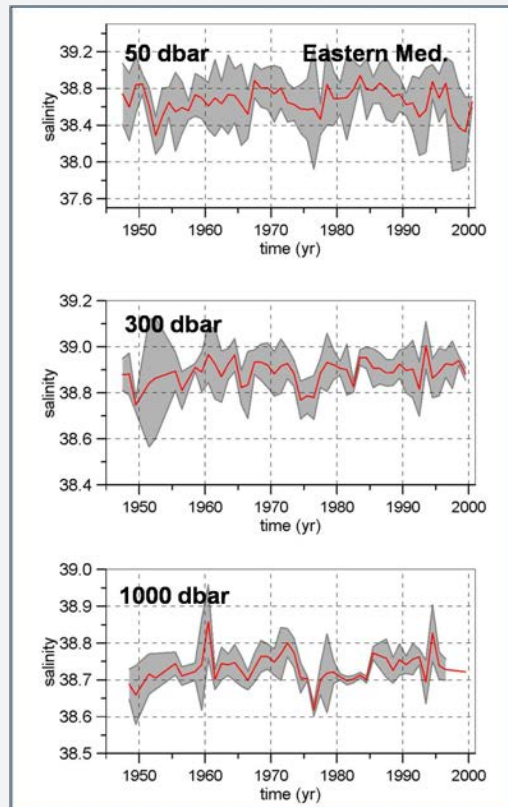 50 dbar Eastern Med.
39.2
38.8
38.4
38.0
37.6
salinity
1950 1960 1970 1980 1990 2000
time (yr)
300 dbar
39.2
39.0
38.8
38.6
38.4
salinity
1950 1960 1970 1980 1990 2000
time (yr)
1000 dbar
39.0
38.9
38.8
38.7
38.6
38.5
salinity
1950 1960 1970 1980 1990 2000
time (yr)